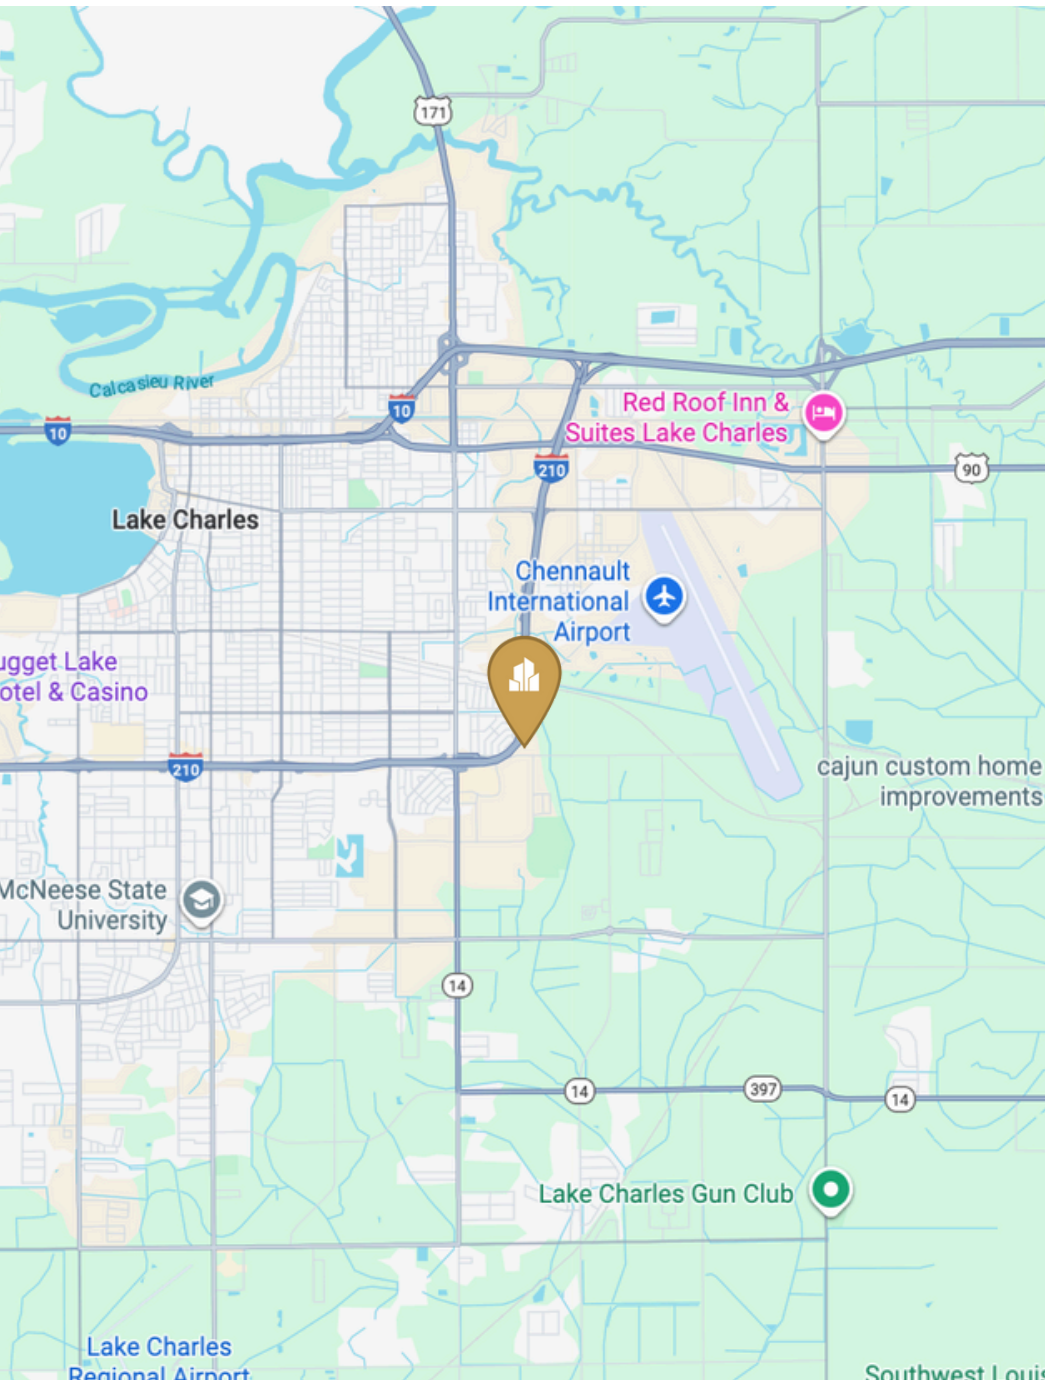 171
Calcasieu River
10
10
Red Roof Inn &
Suites Lake Charles
210
90
Lake Charles
Chennault
International
Airport
ugget Lake
otel & Casino
210
cajun custom home
improvements
McNeese State
University
14
14
397
14
Lake Charles Gun Club
Lake Charles
Regional Airport
Southwest Louis